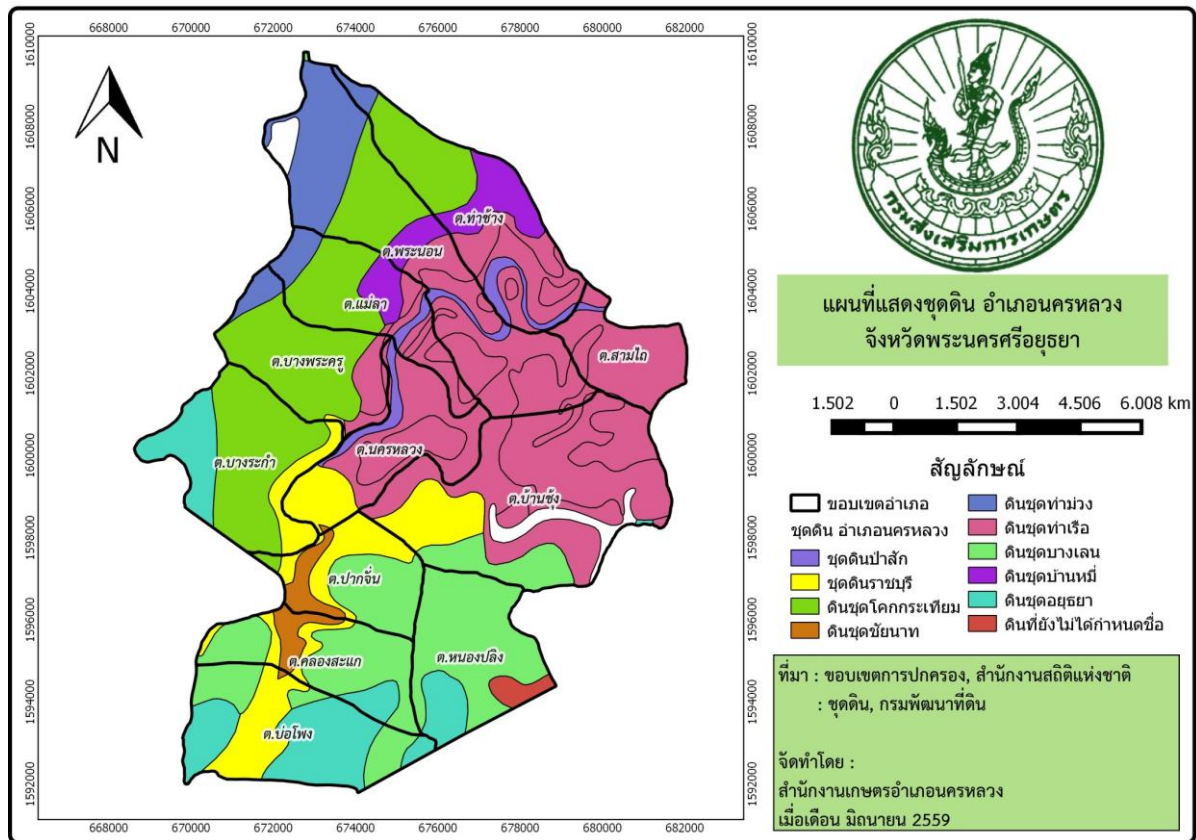 668000 670000 672000 674000 676000 678000 680000 682000
1610000
1608000
1606000
1604000
1602000
1600000
1598000
1596000
1594000
1592000
1610000
1608000
1606000
1604000
1602000
1600000
1598000
1596000
1594000
1592000
N
ต.ท่าช้าง
ต.พระนอน
ต.แม่ลา
ต.สามไถ
ต.บางพระครู
ต.นครหลวง
ต.บางระกำ
ต.บ้านชุ้ง
ต.ปากจั่น
ต.คลองสะแก
ต.หนองปลิง
ต.บ่อโพง
668000 670000 672000 674000 676000 678000 680000 682000
กรมส่งเสริมการเกษตร
แผนที่แสดงชุดดิน อำเภอนครหลวง
จังหวัดพระนครศรีอยุธยา
1.502 0 1.502 3.004 4.506 6.008 km
สัญลักษณ์
ขอบเขตอำเภอ
ชุดดิน อำเภอนครหลวง
ชุดดินป่าสัก
ชุดดินราชบุรี
ดินชุดโคกกระเทียม
ดินชุดชัยนาท
ดินชุดท่าม่วง
ดินชุดท่าเรือ
ดินชุดบางเลน
ดินชุดบ้านหมี่
ดินชุดอยุธยา
ดินที่ยังไม่ได้กำหนดชื่อ
ที่มา : ขอบเขตการปกครอง, สำนักงานสถิติแห่งชาติ
: ชุดดิน, กรมพัฒนาที่ดิน
จัดทำโดย :
สำนักงานเกษตรอำเภอนครหลวง
เมื่อเดือน มิถุนายน 2559